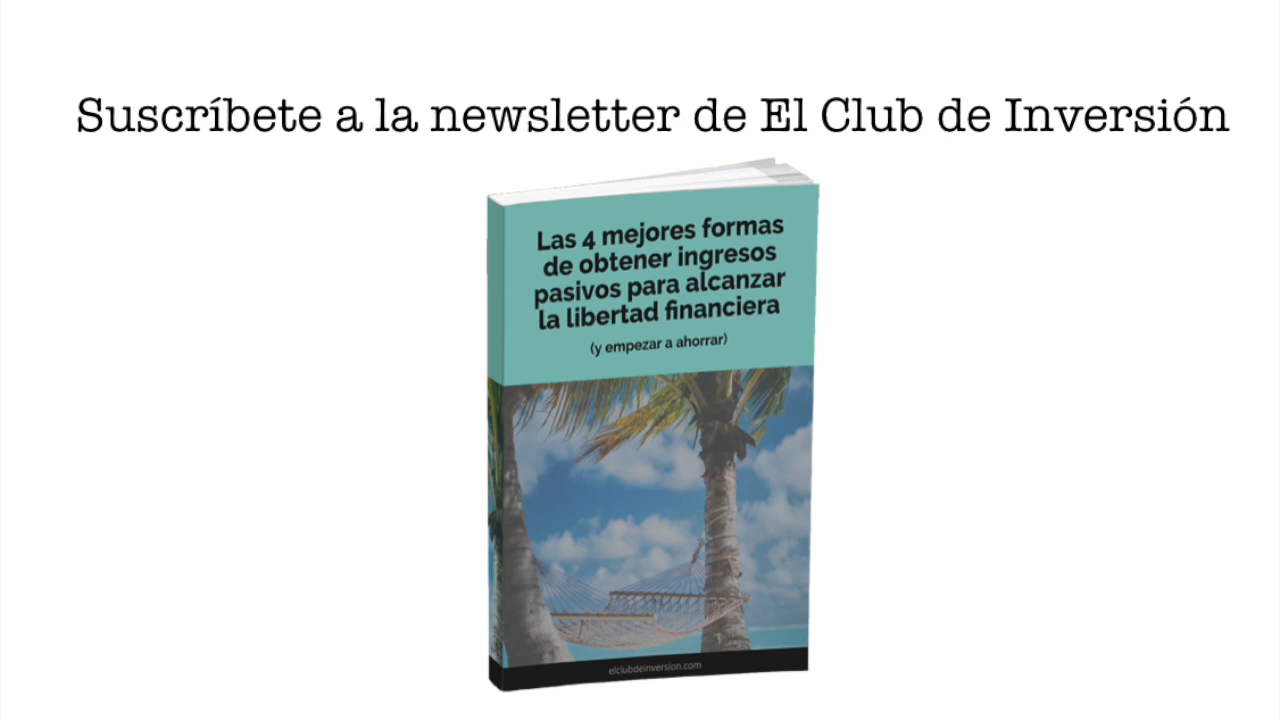 Suscríbete a la newsletter de El Club de Inversión
Las 4 mejores formas
de obtener ingresos
pasivos para alcanzar
la libertad financiera
(y empezar a ahorrar)
elclubdeinversion.com